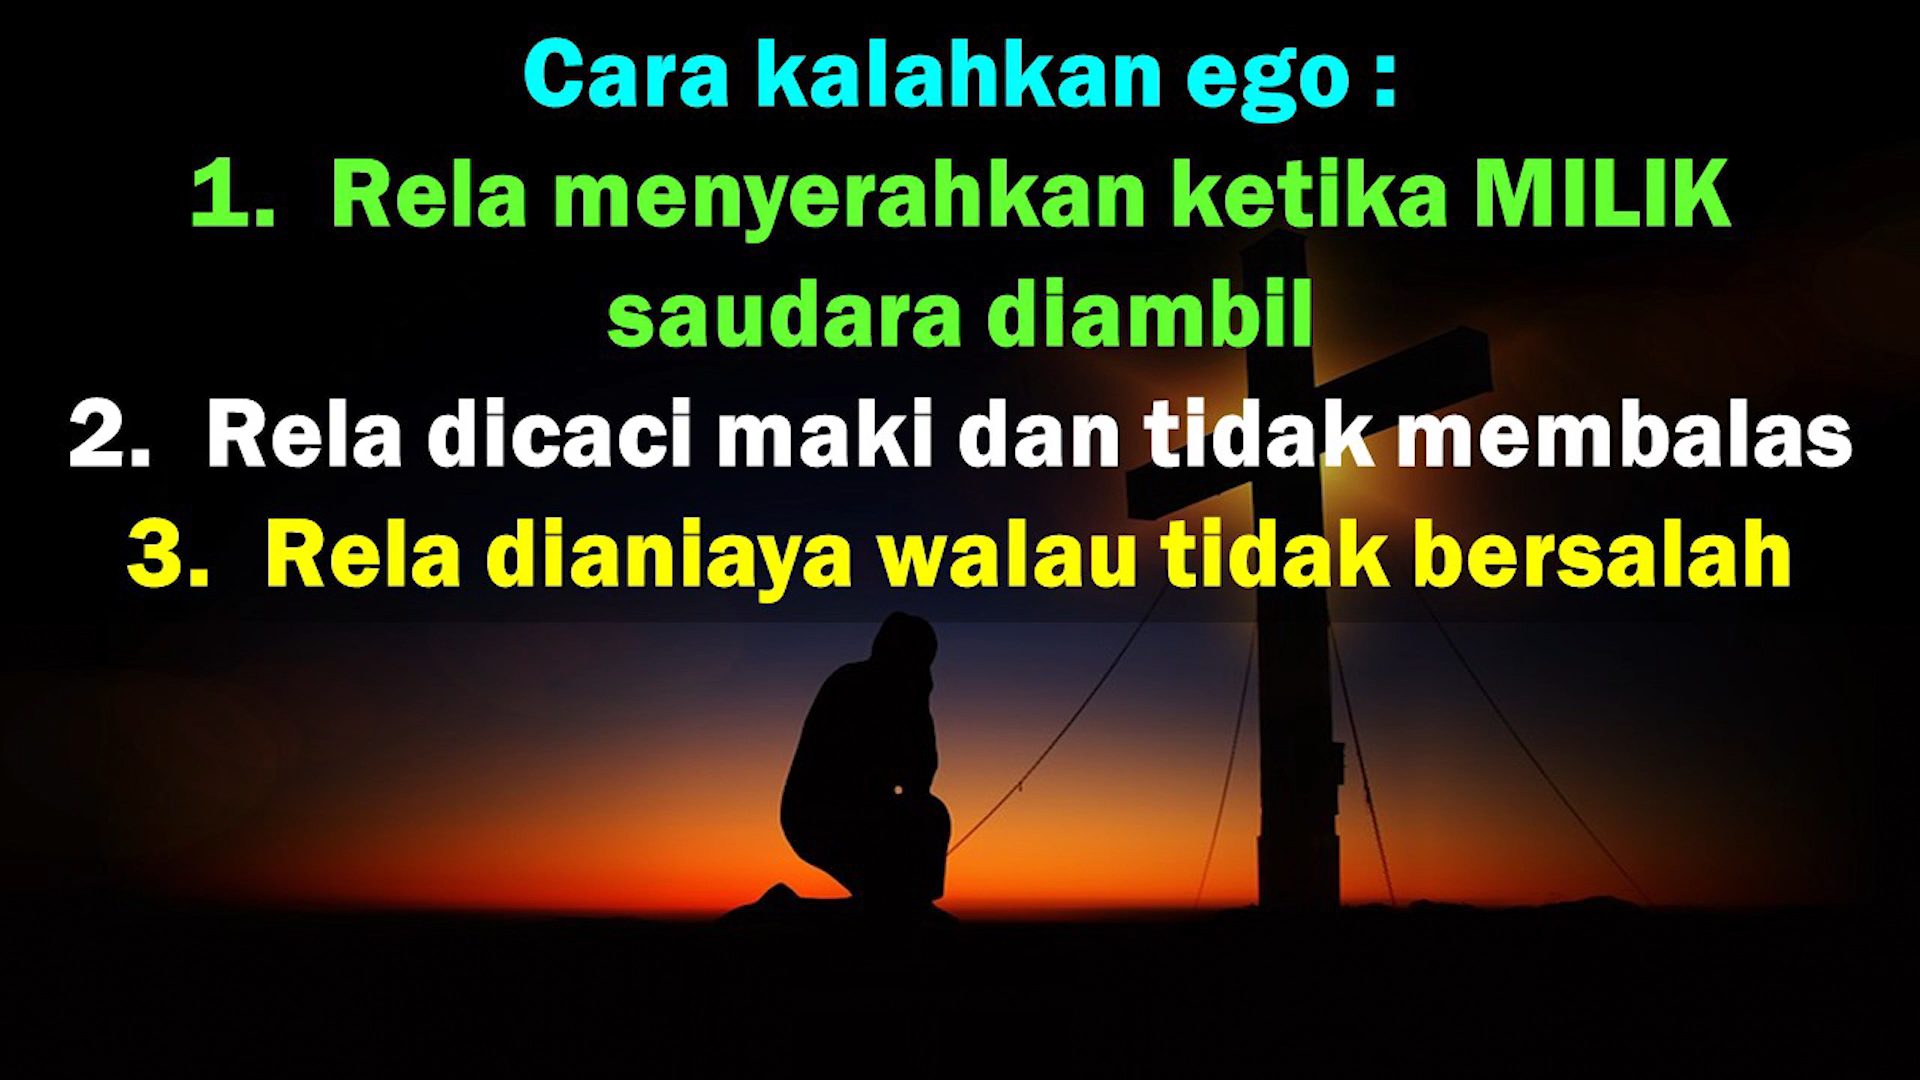 Cara kalahkan ego :
1. Rela menyerahkan ketika MILIK
saudara diambil
2. Rela dicaci maki dan tidak membalas
3. Rela dianiaya walau tidak bersalah